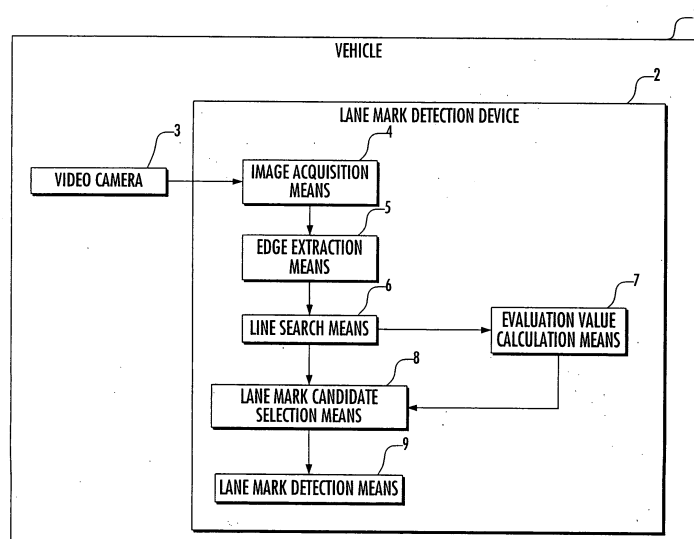 VEHICLE
2
LANE MARK DETECTION DEVICE
3
VIDEO CAMERA
4
IMAGE ACQUISITION
MEANS
5
EDGE EXTRACTION
MEANS
6
LINE SEARCH MEANS
7
EVALUATION VALUE
CALCULATION MEANS
8
LANE MARK CANDIDATE
SELECTION MEANS
9
LANE MARK DETECTION MEANS